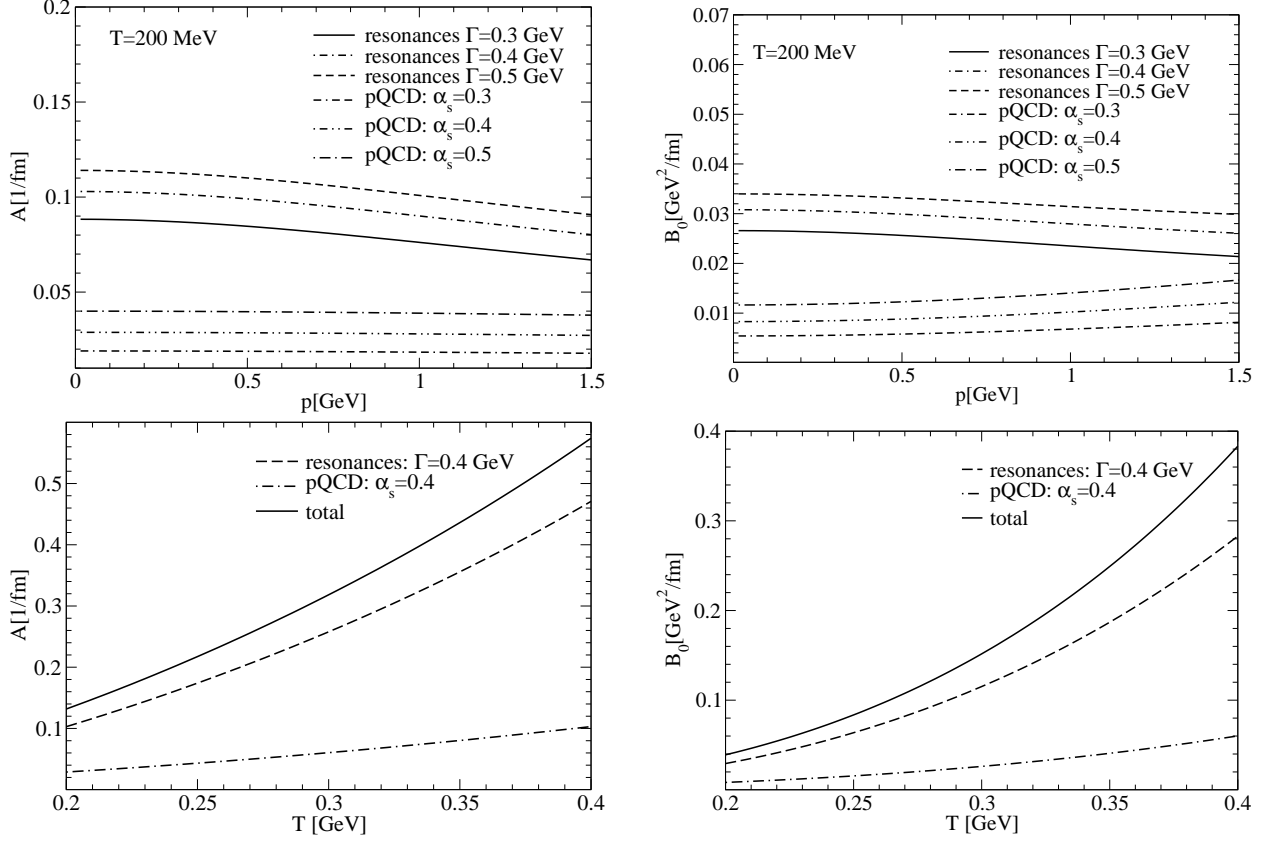 0.2
0.15
0.1
0.05
A[1/fm]
T=200 MeV
resonances Γ=0.3 GeV
resonances Γ=0.4 GeV
resonances Γ=0.5 GeV
pQCD: αs=0.3
pQCD: αs=0.4
pQCD: αs=0.5
0 0.5 1 1.5
p[GeV]
0.07
0.06
0.05
0.04
0.03
0.02
0.01
B0[GeV²/fm]
T=200 MeV
resonances Γ=0.3 GeV
resonances Γ=0.4 GeV
resonances Γ=0.5 GeV
pQCD: αs=0.3
pQCD: αs=0.4
pQCD: αs=0.5
0 0.5 1 1.5
p[GeV]
0.5
0.4
0.3
0.2
0.1
A[1/fm]
resonances: Γ=0.4 GeV
pQCD: αs=0.4
total
0.2 0.25 0.3 0.35 0.4
T [GeV]
0.4
0.3
0.2
0.1
B0[GeV²/fm]
resonances: Γ=0.4 GeV
pQCD: αs=0.4
total
0.2 0.25 0.3 0.35 0.4
T [GeV]